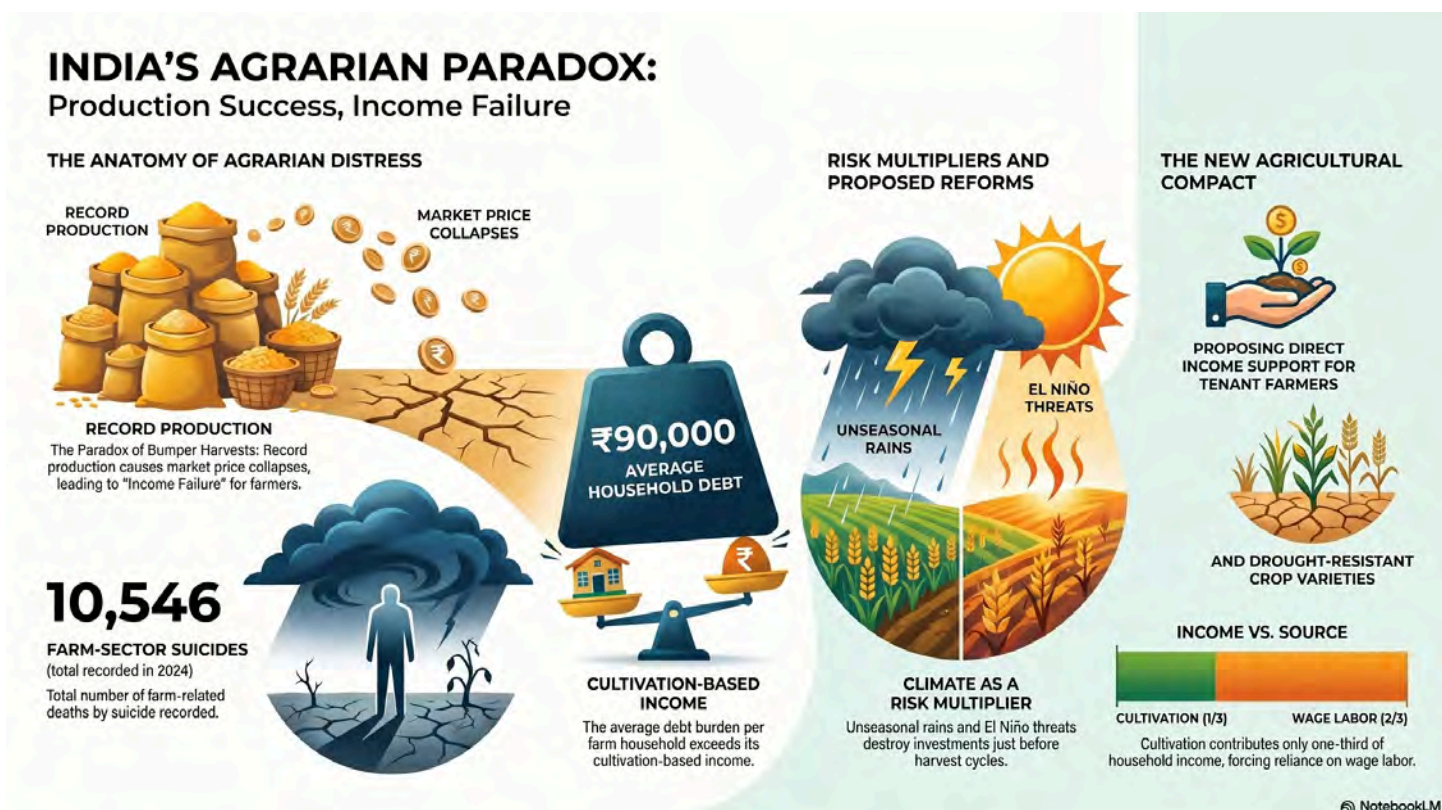 INDIA'S AGRARIAN PARADOX:
Production Success, Income Failure
THE ANATOMY OF AGRARIAN DISTRESS
RECORD
PRODUCTION
MARKET PRICE
COLLAPSES
RECORD PRODUCTION
The Paradox of Bumper Harvests: Record
production causes market price collapses,
leading to "Income Failure" for farmers.
10,546
FARM-SECTOR SUICIDES
(total recorded in 2024)
Total number of farm-related
deaths by suicide recorded.
₹90,000
AVERAGE
HOUSEHOLD DEBT
₹
CULTIVATION-BASED
INCOME
The average debt burden per
farm household exceeds its
cultivation-based income.
RISK MULTIPLIERS AND
PROPOSED REFORMS
UNSEASONAL
RAINS
EL NIÑO
THREATS
CLIMATE AS A
RISK MULTIPLIER
Unseasonal rains and El Niño threats
destroy investments just before
harvest cycles.
THE NEW AGRICULTURAL
COMPACT
$
$
PROPOSING DIRECT
INCOME SUPPORT FOR
TENANT FARMERS
AND DROUGHT-RESISTANT
CROP VARIETIES
INCOME VS. SOURCE
CULTIVATION (1/3) WAGE LABOR (2/3)
Cultivation contributes only one-third of
household income, forcing reliance on wage labor.
NotebookLM